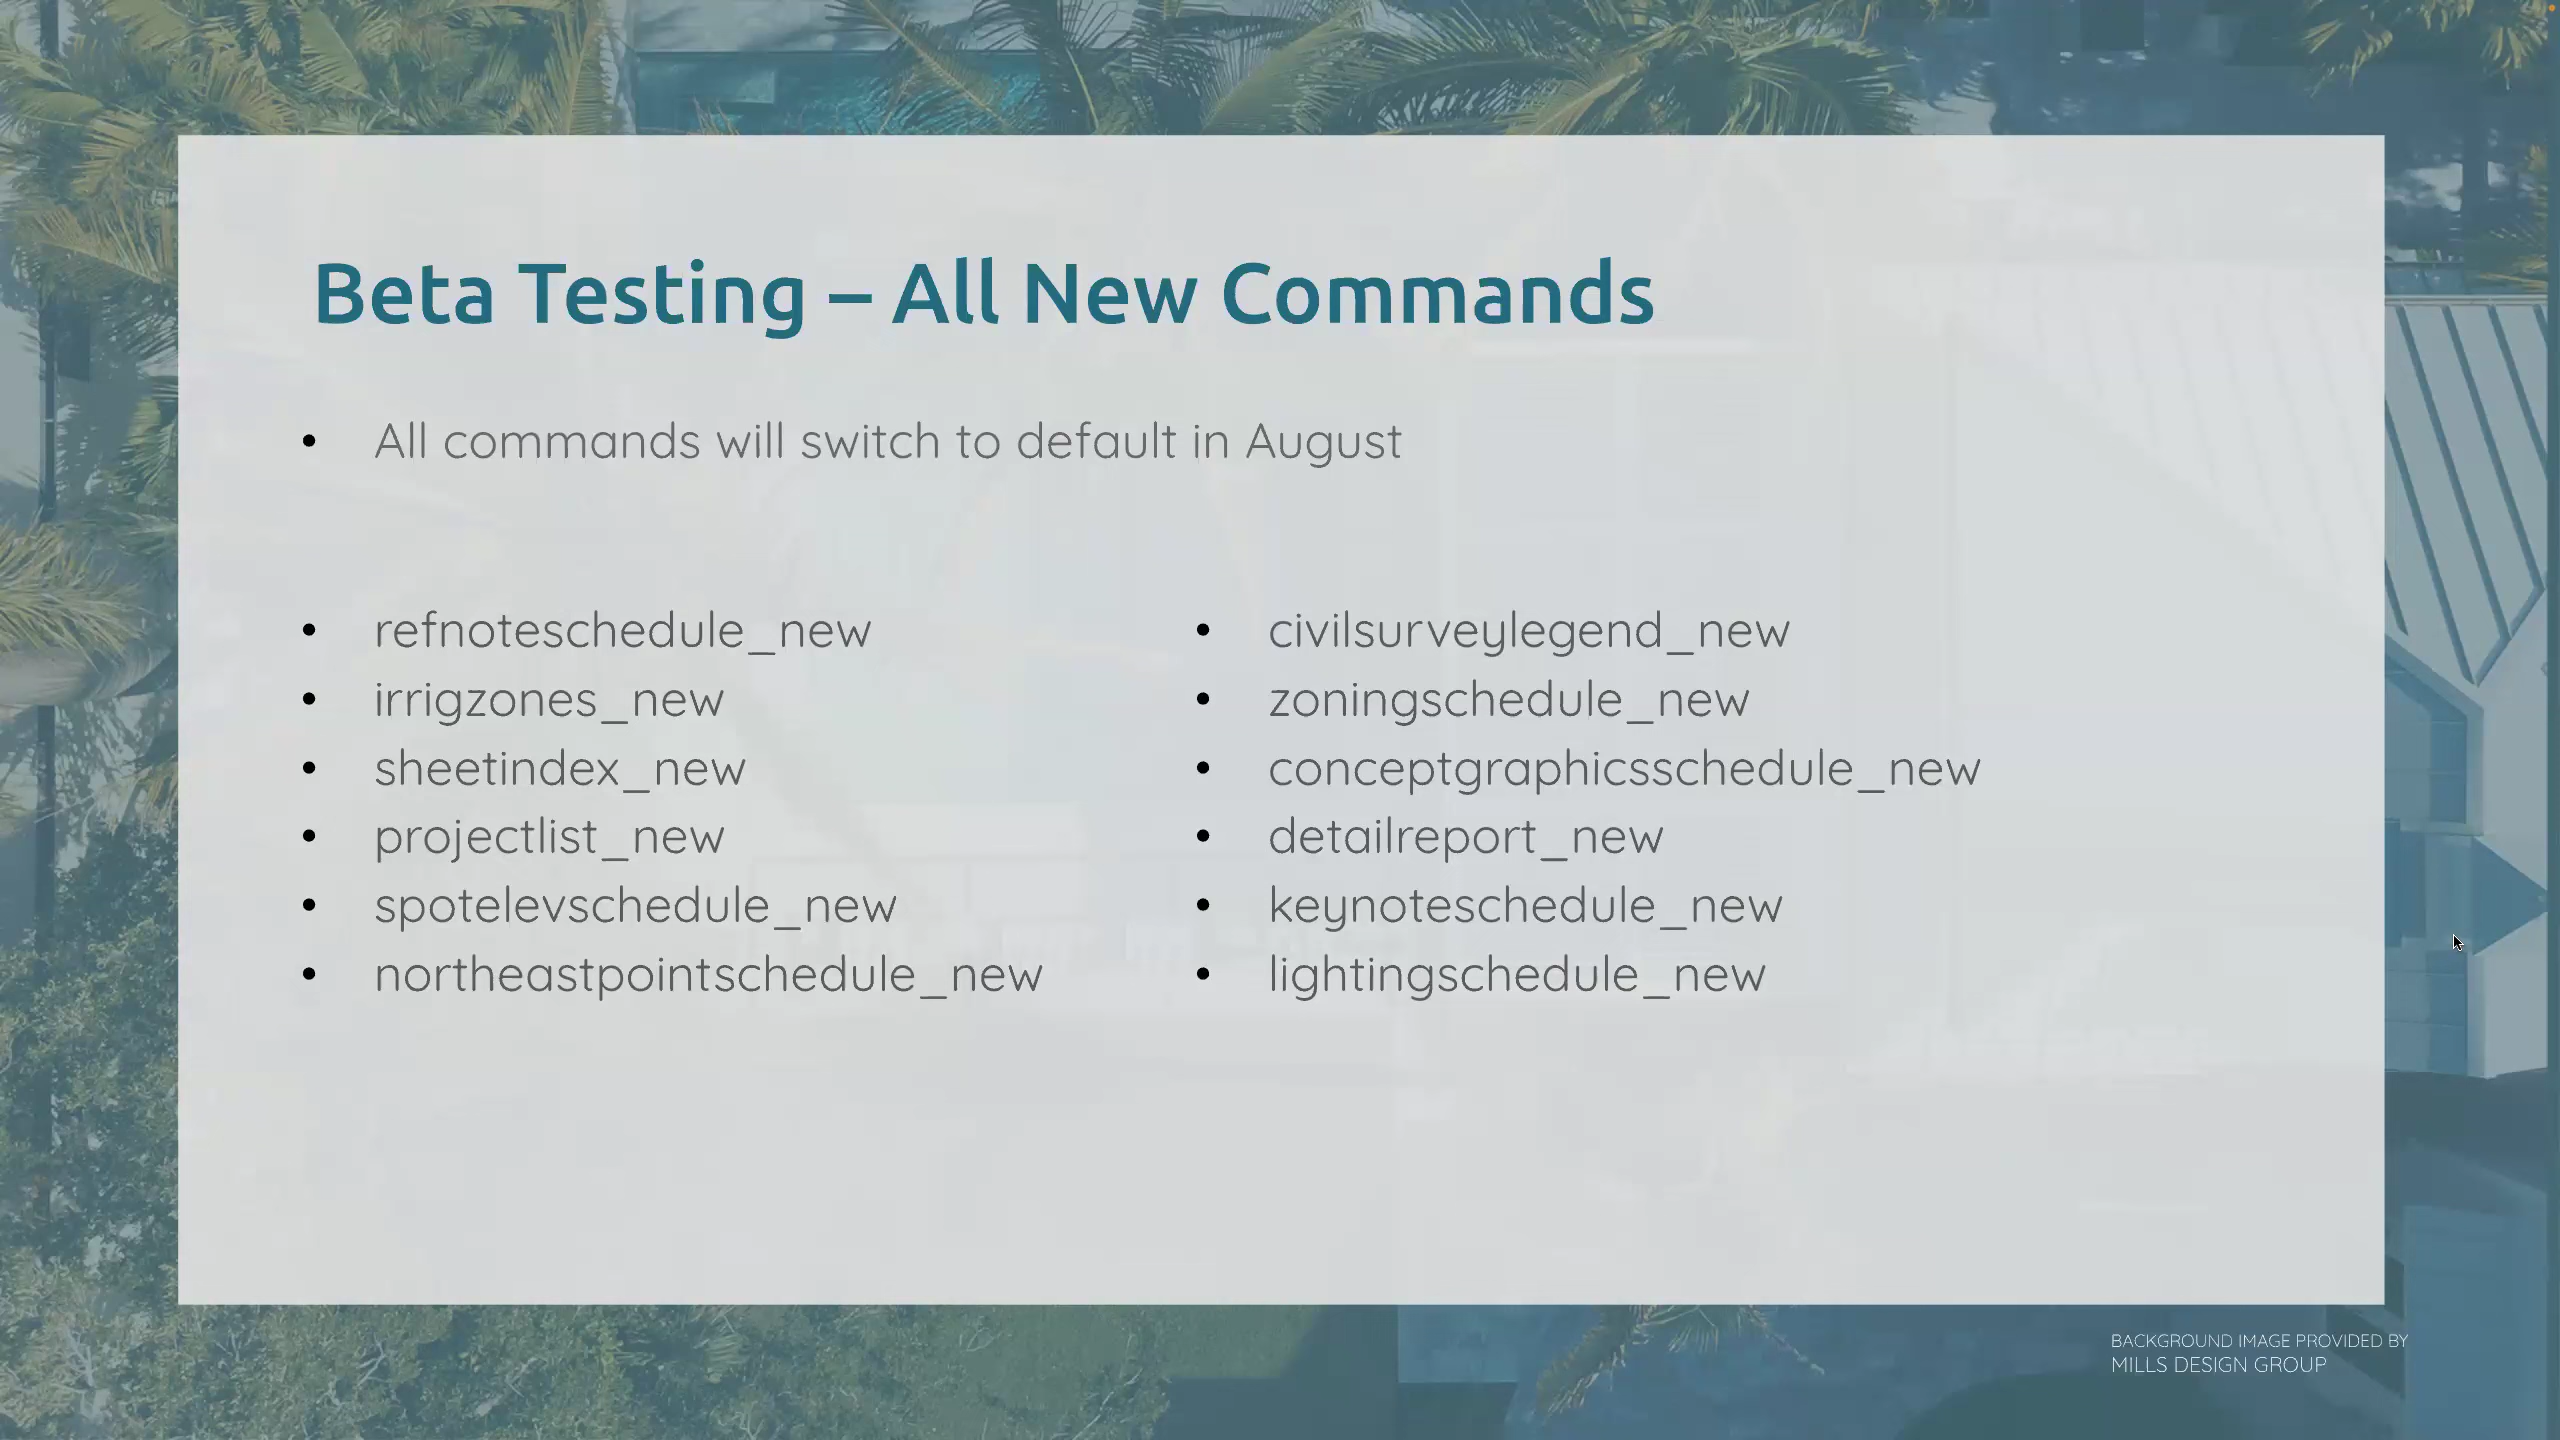 Beta Testing – All New Commands
• All commands will switch to default in August
• refnoteschedule_new
• irrigzones_new
• sheetindex_new
• projectlist_new
• spotelevschedule_new
• northeastpointschedule_new
• civilsurveylegend_new
• zoningschedule_new
• conceptgraphicsschedule_new
• detailreport_new
• keynoteschedule_new
• lightingschedule_new
BACKGROUND IMAGE PROVIDED BY
MILLS DESIGN GROUP